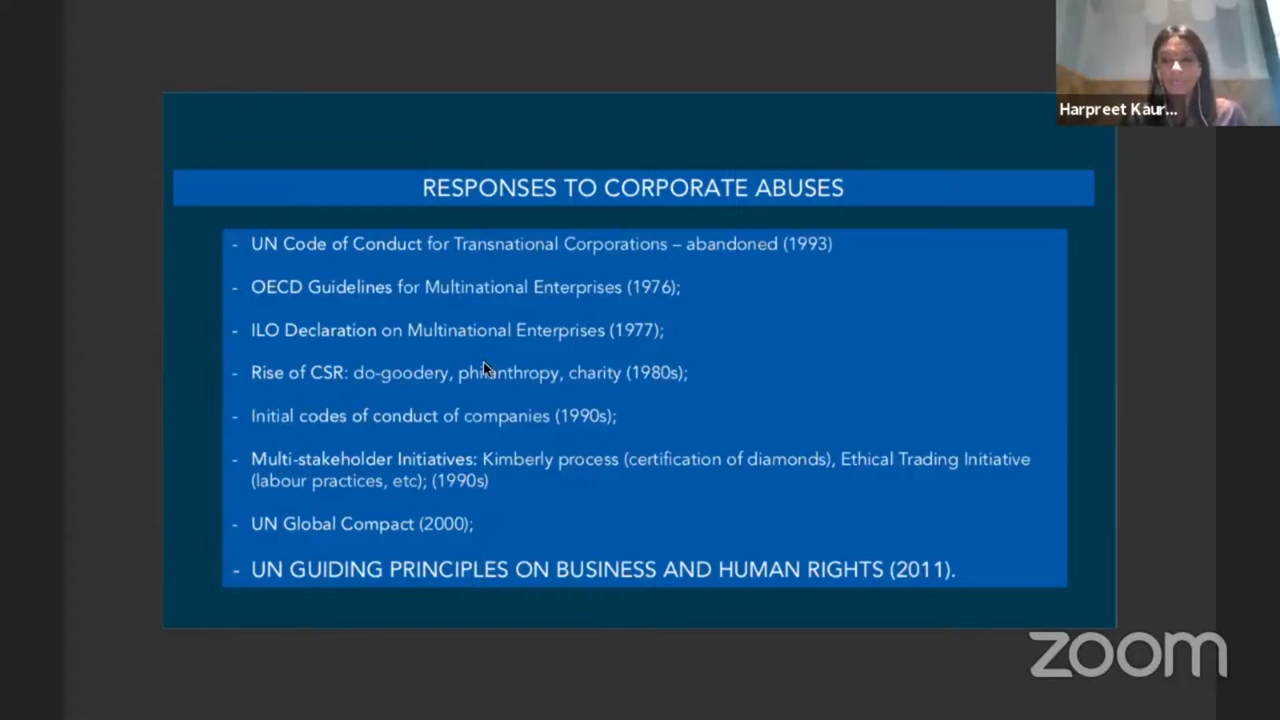 Harpreet Kaur...
RESPONSES TO CORPORATE ABUSES
- UN Code of Conduct for Transnational Corporations – abandoned (1993)
- OECD Guidelines for Multinational Enterprises (1976);
- ILO Declaration on Multinational Enterprises (1977);
- Rise of CSR: do-goodery, philanthropy, charity (1980s);
- Initial codes of conduct of companies (1990s);
- Multi-stakeholder Initiatives: Kimberly process (certification of diamonds), Ethical Trading Initiative
(labour practices, etc); (1990s)
- UN Global Compact (2000);
- UN GUIDING PRINCIPLES ON BUSINESS AND HUMAN RIGHTS (2011).
zoom